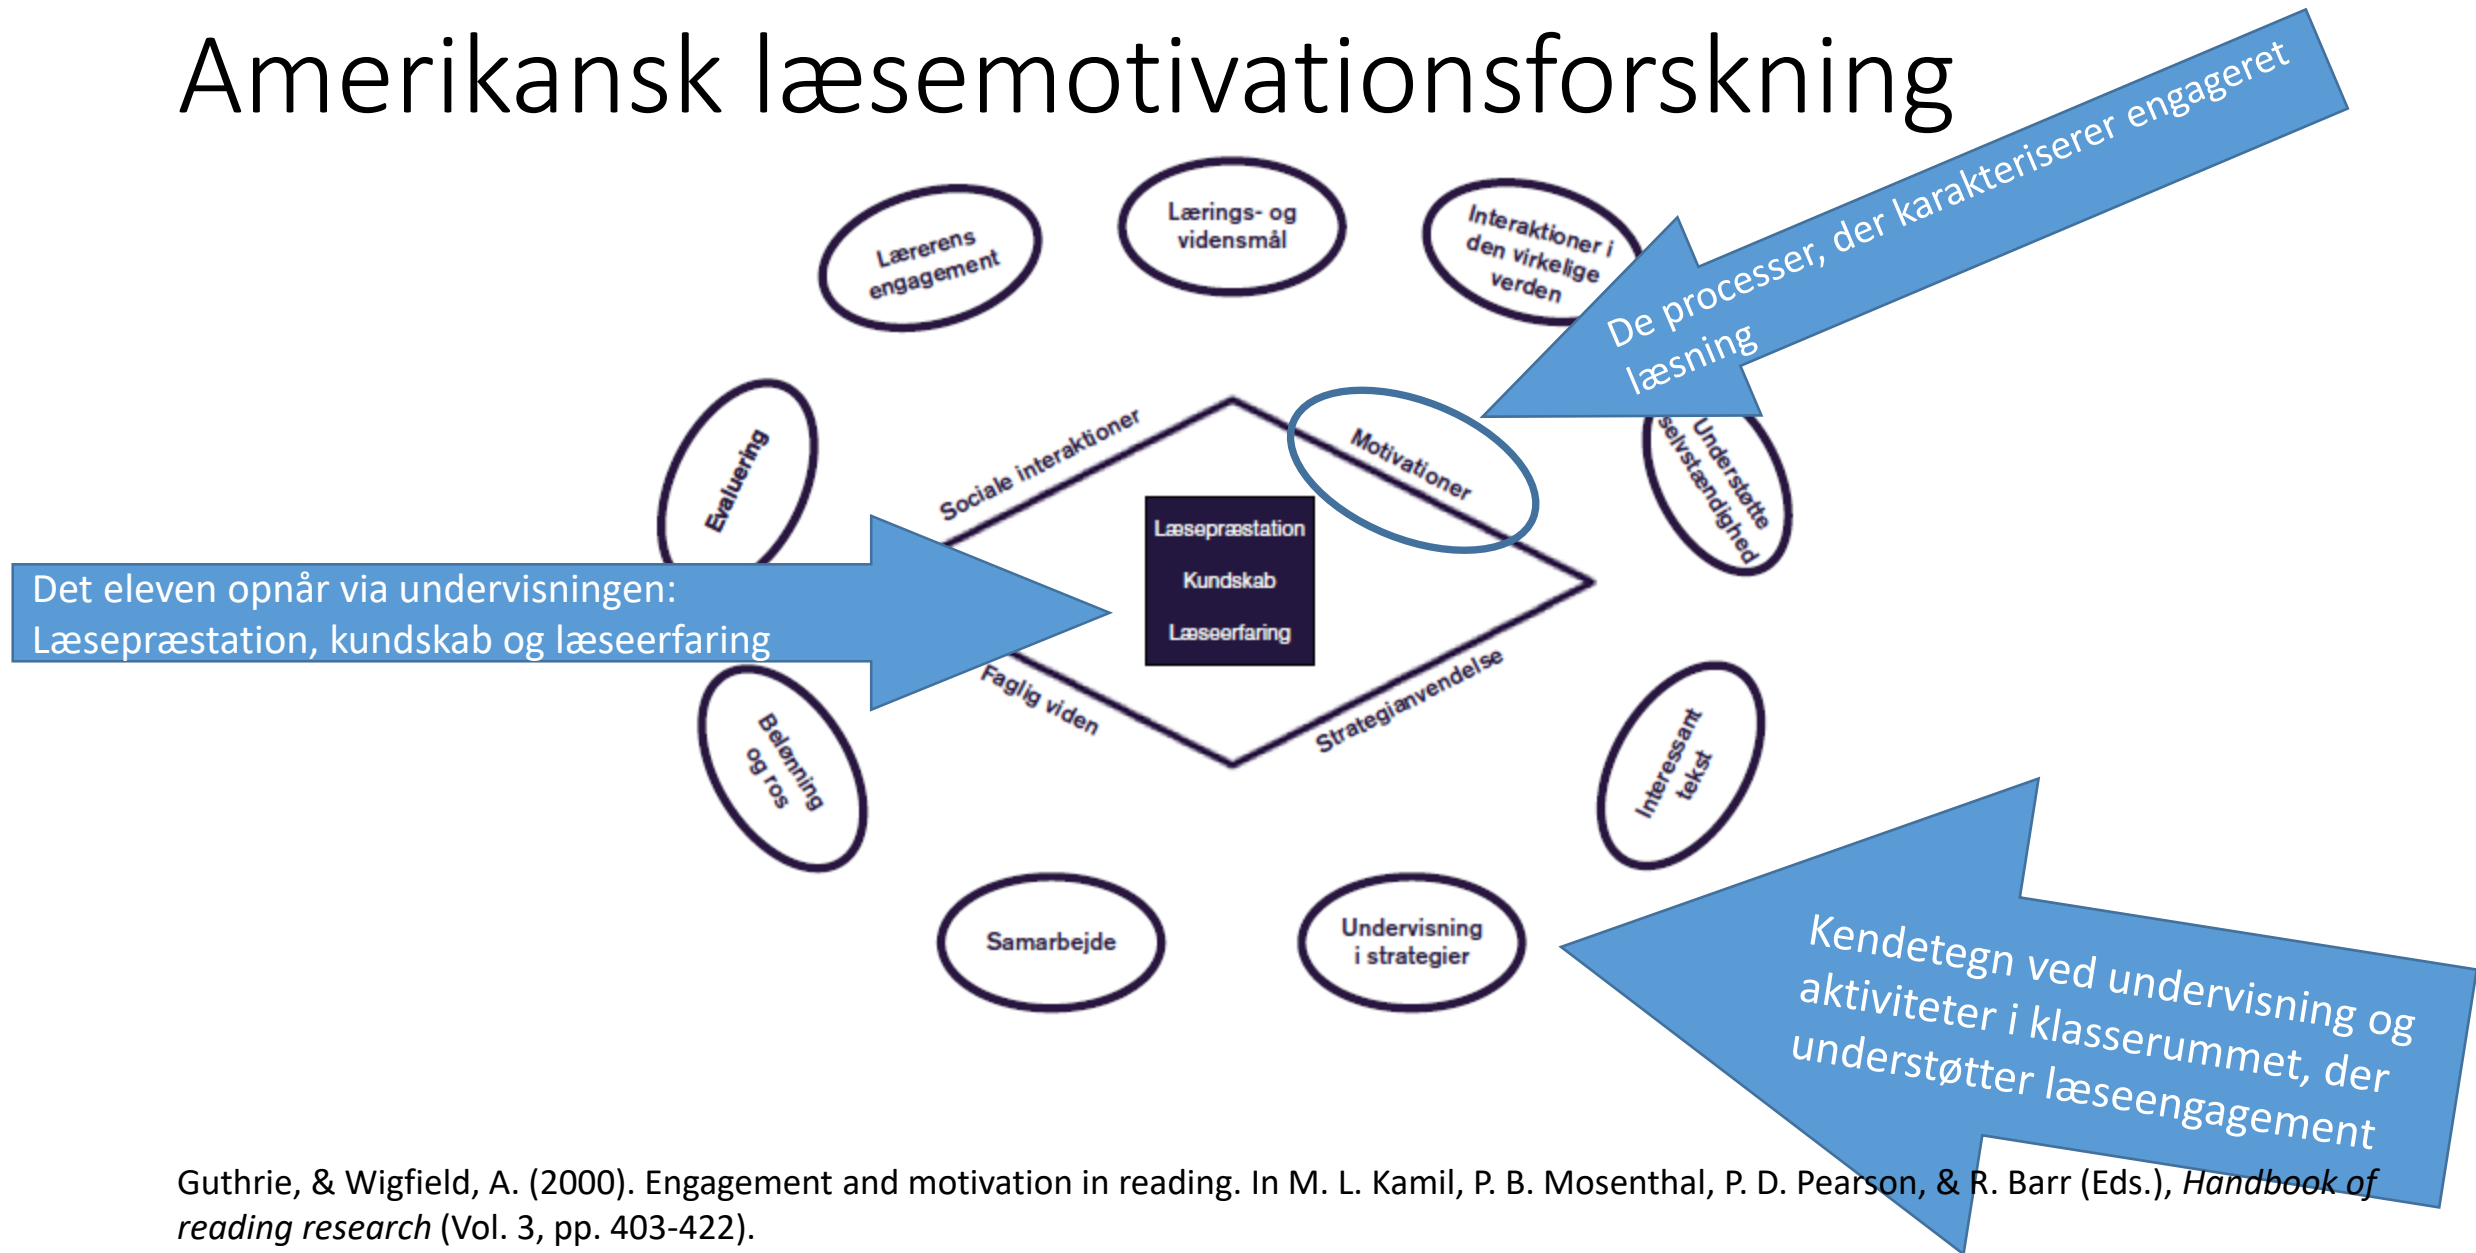 Amerikansk læsemotivationsforskning
De processer, der karakteriserer engageret
læsning
Lærerens
engagement
Lærings- og
vidensmål
Interaktioner i
den virkelige
verden
Evaluering
Sociale interaktioner
Motivationer
Understøtte
selvstændighed
Læsepræstation
Kundskab
Læseerfaring
Det eleven opnår via undervisningen:
Læsepræstation, kundskab og læseerfaring
Faglig viden
Strategianvendelse
Belønning
og ros
Interessant
tekst
Samarbejde
Undervisning
i strategier
Kendetegn ved undervisning og
aktiviteter i klasserummet, der
understøtter læseengagement
Guthrie, & Wigfield, A. (2000). Engagement and motivation in reading. In M. L. Kamil, P. B. Mosenthal, P. D. Pearson, & R. Barr (Eds.), Handbook of
reading research (Vol. 3, pp. 403-422).